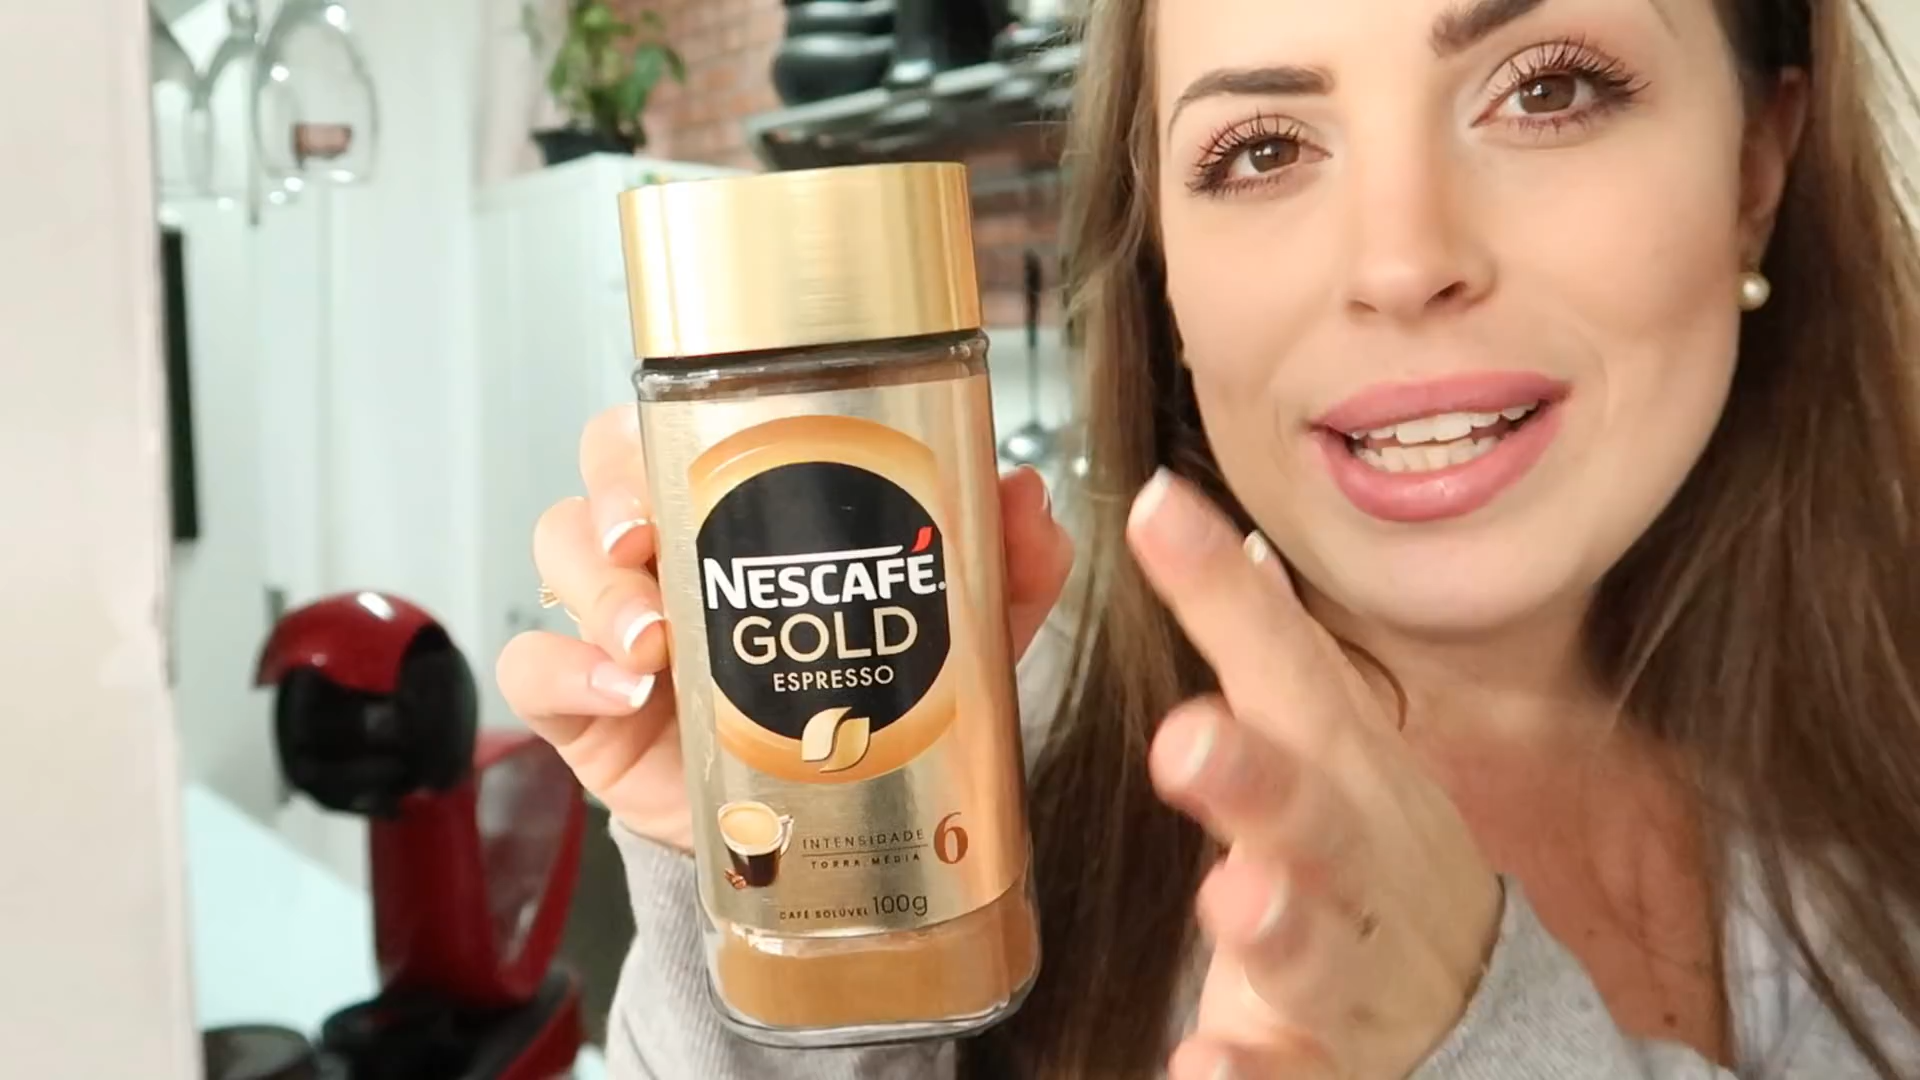 NESCAFÉ.
GOLD
ESPRESSO
INTENSIDADE 6
TORRA MÉDIA
CAFÉ SOLÚVEL 100g